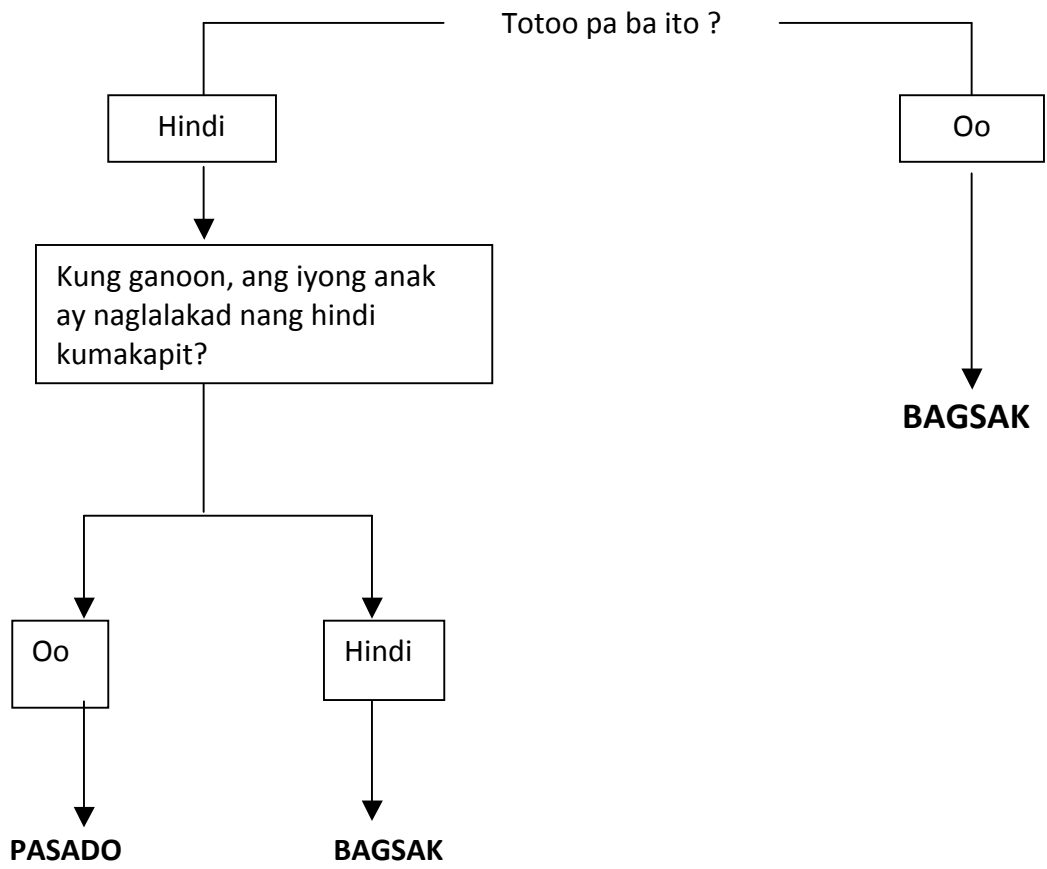 Totoo pa ba ito ?
Hindi
Oo
Kung ganoon, ang iyong anak
ay naglalakad nang hindi
kumakapit?
BAGSAK
Oo
Hindi
PASADO
BAGSAK